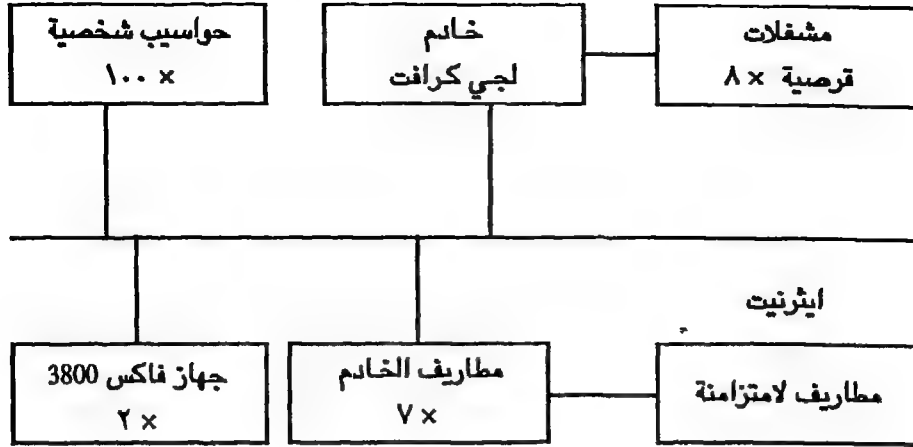 حواسيب شخصية
× ١٠٠
خادم
لجي كرافت
مشغلات
قرصية × ٨
ايثرنيت
جهاز فاكس 3800
× ٢
مطاريف الخادم
× ٧
مطاريف لامتزامنة